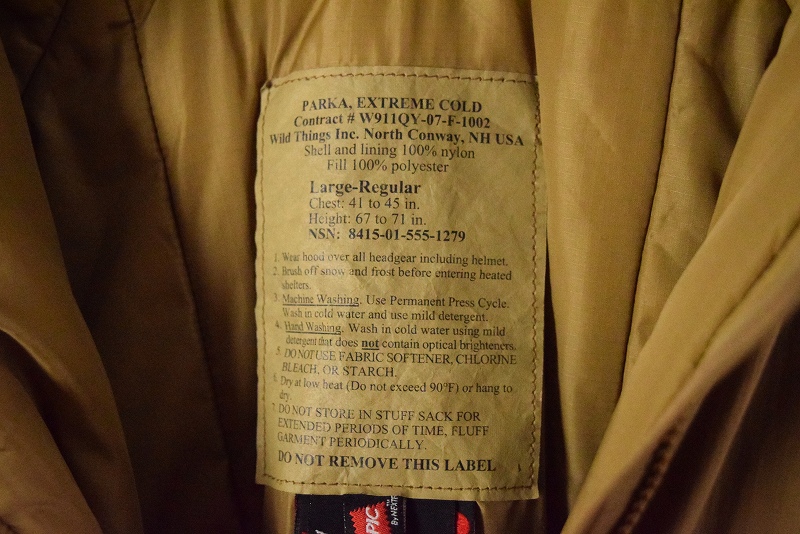 PARKA, EXTREME COLD
Contract # W911QY-07-F-1002
Wild Things Inc. North Conway, NH USA
Shell and lining 100% nylon
Fill 100% polyester
Large-Regular
Chest: 41 to 45 in.
Height: 67 to 71 in.
NSN: 8415-01-555-1279
1. Wear hood over all headgear including helmet.
2. Brush off snow and frost before entering heated
shelters.
3. Machine Washing. Use Permanent Press Cycle.
Wash in cold water and use mild detergent.
4. Hand Washing. Wash in cold water using mild
detergent that does not contain optical brighteners.
5. DO NOT USE FABRIC SOFTENER, CHLORINE
BLEACH, OR STARCH.
6. Dry at low heat (Do not exceed 90°F) or hang to
dry.
7. DO NOT STORE IN STUFF SACK FOR
EXTENDED PERIODS OF TIME, FLUFF
GARMENT PERIODICALLY.
DO NOT REMOVE THIS LABEL
PIC